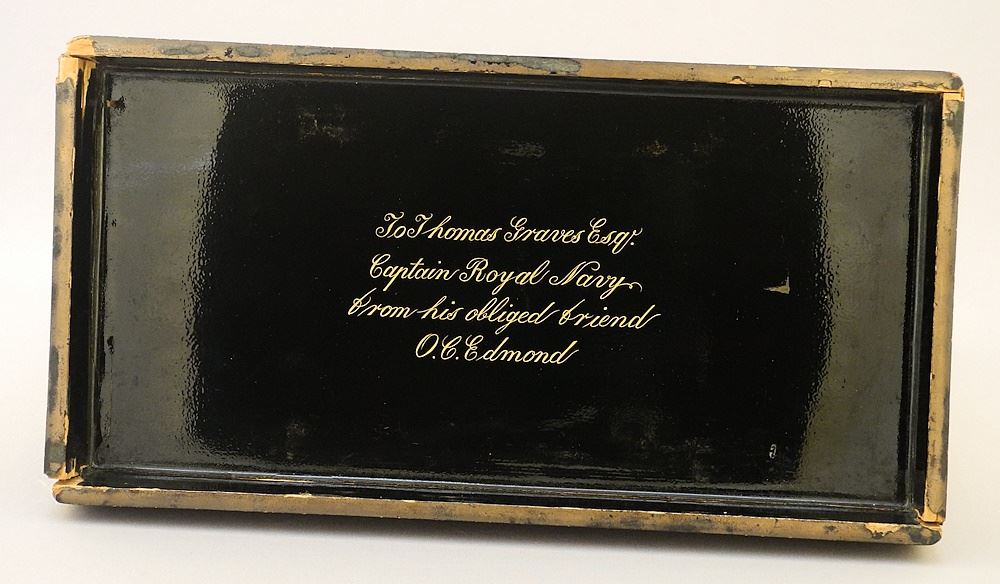 To Thomas Graves Esqr.
Captain Royal Navy
from his obliged friend
O.C. Edmond